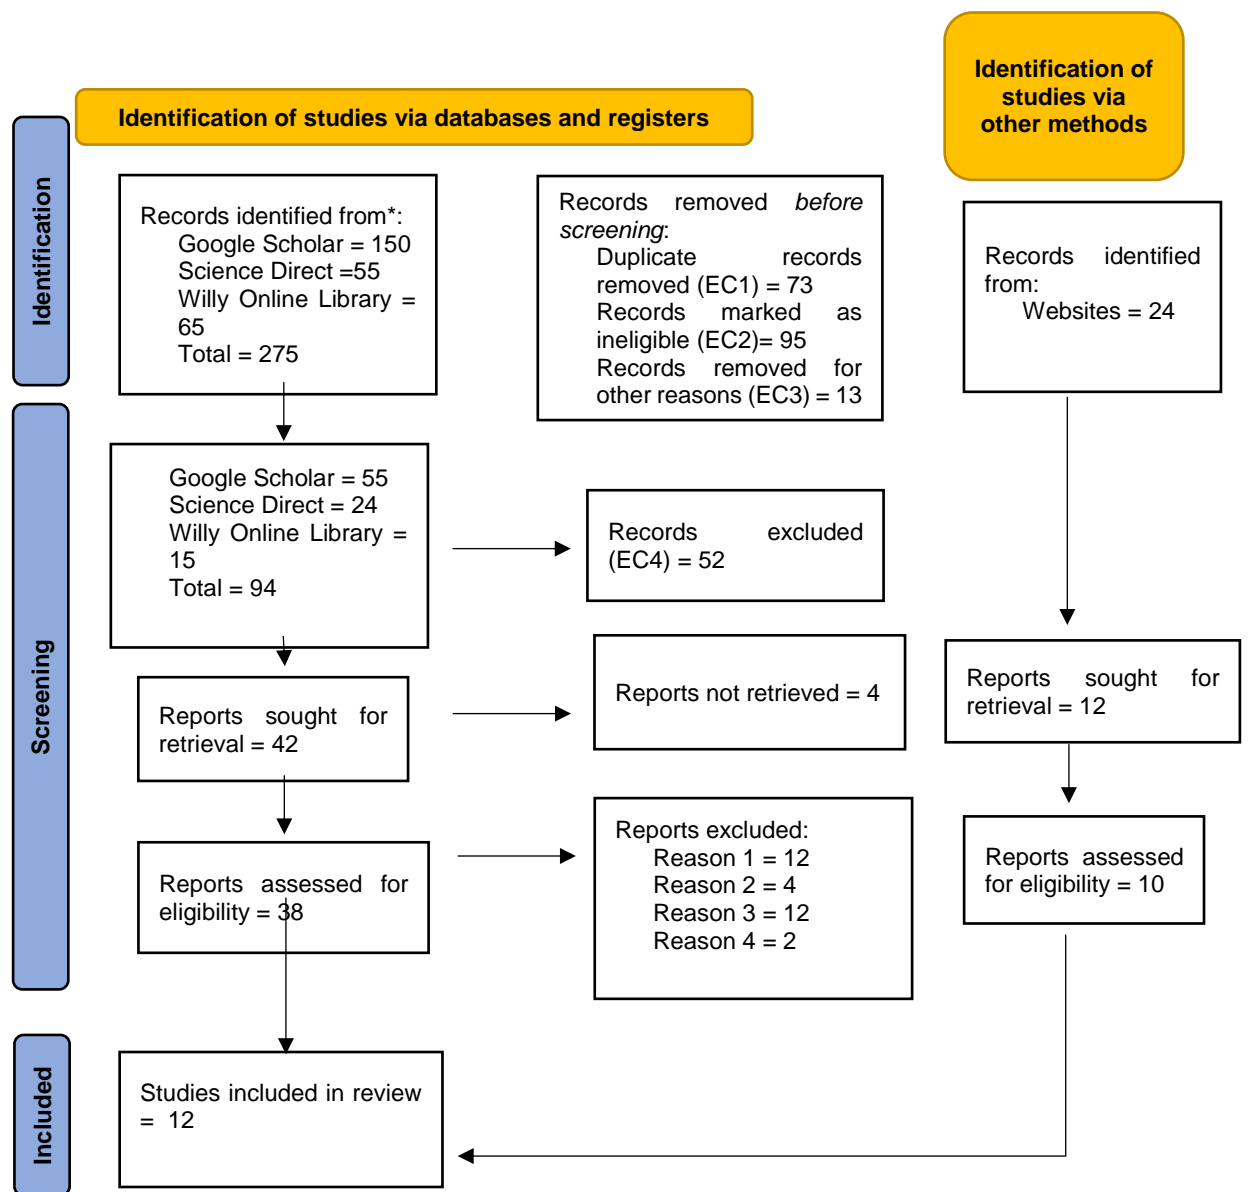 Identification of studies via databases and registers
Identification of
studies via
other methods
Identification
Records identified from*:
Google Scholar = 150
Science Direct =55
Willy Online Library =
65
Total = 275
Records removed before
screening:
Duplicate records
removed (EC1) = 73
Records marked as
ineligible (EC2)= 95
Records removed for
other reasons (EC3) = 13
Records identified
from:
Websites = 24
Screening
Google Scholar = 55
Science Direct = 24
Willy Online Library =
15
Total = 94
Records excluded
(EC4) = 52
Reports sought for
retrieval = 42
Reports not retrieved = 4
Reports sought for
retrieval = 12
Reports assessed for
eligibility = 38
Reports excluded:
Reason 1 = 12
Reason 2 = 4
Reason 3 = 12
Reason 4 = 2
Reports assessed
for eligibility = 10
Included
Studies included in review
= 12